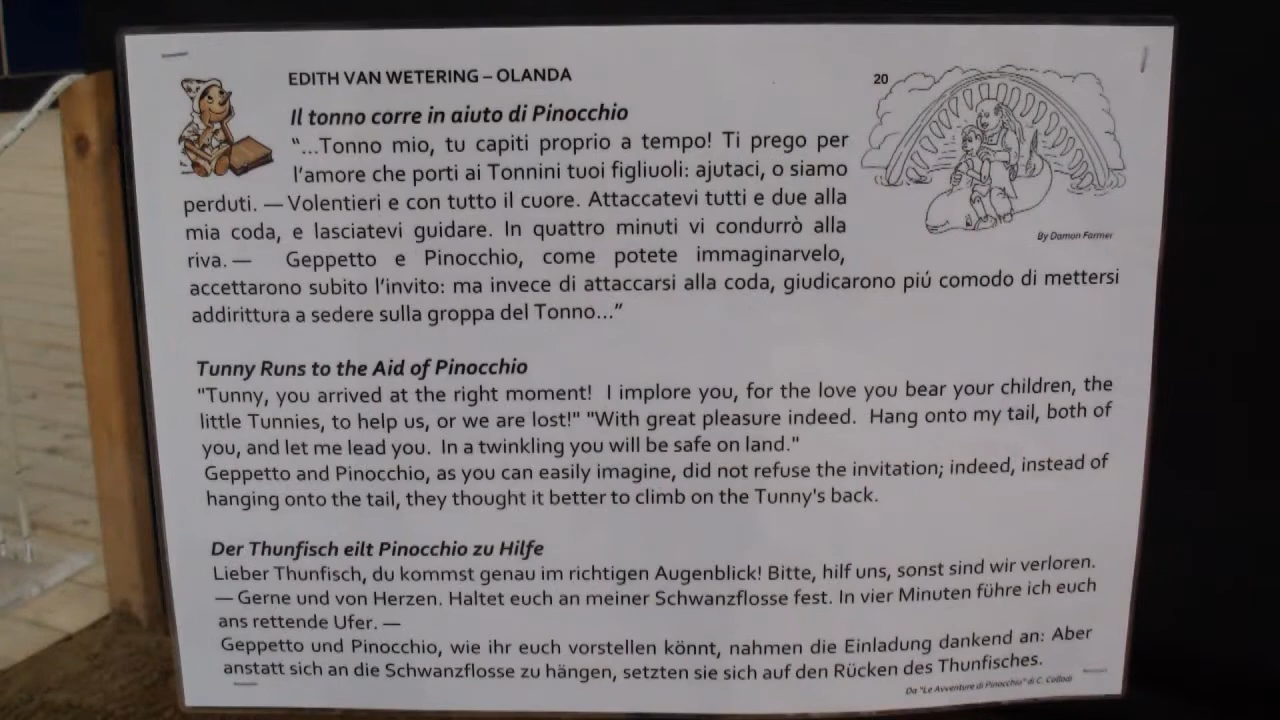 EDITH VAN WETERING – OLANDA
20
Il tonno corre in aiuto di Pinocchio
“...Tonno mio, tu capiti proprio a tempo! Ti prego per
l’amore che porti ai Tonnini tuoi figliuoli: ajutaci, o siamo
perduti. — Volentieri e con tutto il cuore. Attaccatevi tutti e due alla
mia coda, e lasciatevi guidare. In quattro minuti vi condurrò alla
riva. — Geppetto e Pinocchio, come potete immaginarvelo,
accettarono subito l’invito: ma invece di attaccarsi alla coda, giudicarono piú comodo di mettersi
addirittura a sedere sulla groppa del Tonno...”
By Damon Farmer
Tunny Runs to the Aid of Pinocchio
"Tunny, you arrived at the right moment! I implore you, for the love you bear your children, the
little Tunnies, to help us, or we are lost!" "With great pleasure indeed. Hang onto my tail, both of
you, and let me lead you. In a twinkling you will be safe on land."
Geppetto and Pinocchio, as you can easily imagine, did not refuse the invitation; indeed, instead of
hanging onto the tail, they thought it better to climb on the Tunny's back.
Der Thunfisch eilt Pinocchio zu Hilfe
Lieber Thunfisch, du kommst genau im richtigen Augenblick! Bitte, hilf uns, sonst sind wir verloren.
— Gerne und von Herzen. Haltet euch an meiner Schwanzflosse fest. In vier Minuten führe ich euch
ans rettende Ufer. —
Geppetto und Pinocchio, wie ihr euch vorstellen könnt, nahmen die Einladung dankend an: Aber
anstatt sich an die Schwanzflosse zu hängen, setzten sie sich auf den Rücken des Thunfisches.
Da "Le Avventure di Pinocchio" di C. Collodi